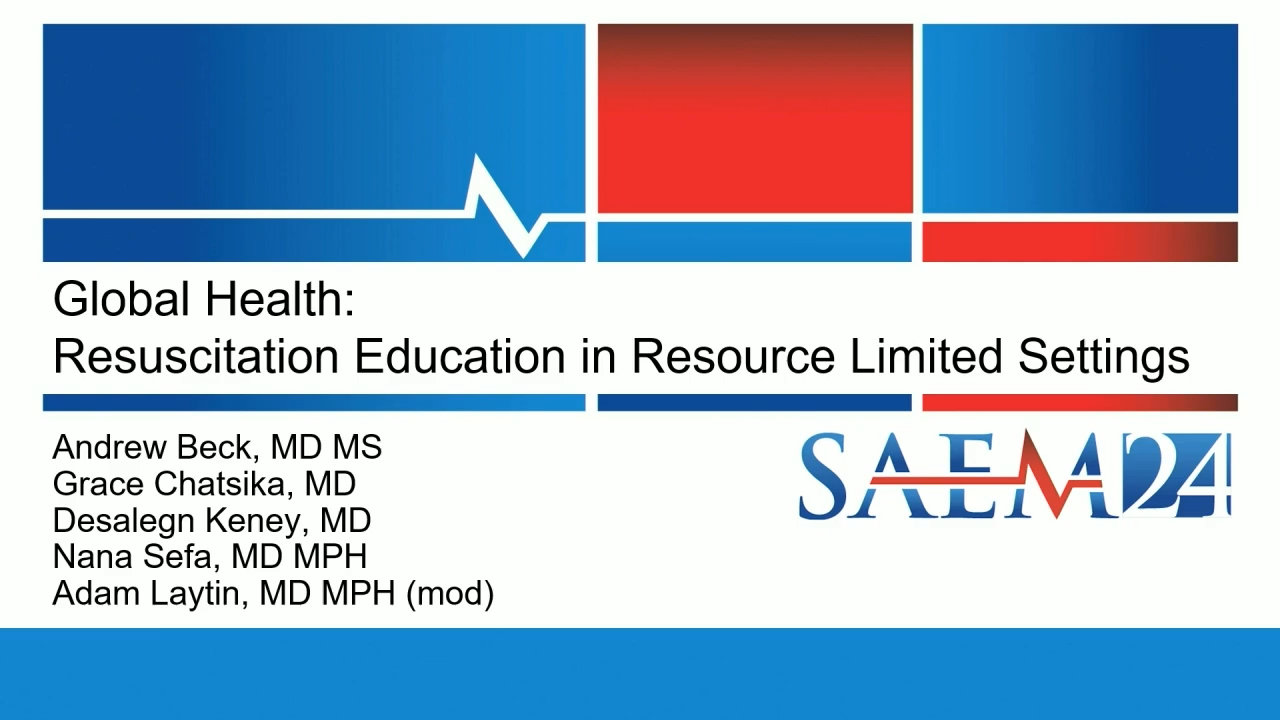 Global Health:
Resuscitation Education in Resource Limited Settings
Andrew Beck, MD MS
Grace Chatsika, MD
Desalegn Keney, MD
Nana Sefa, MD MPH
Adam Laytin, MD MPH (mod)
SAEM24